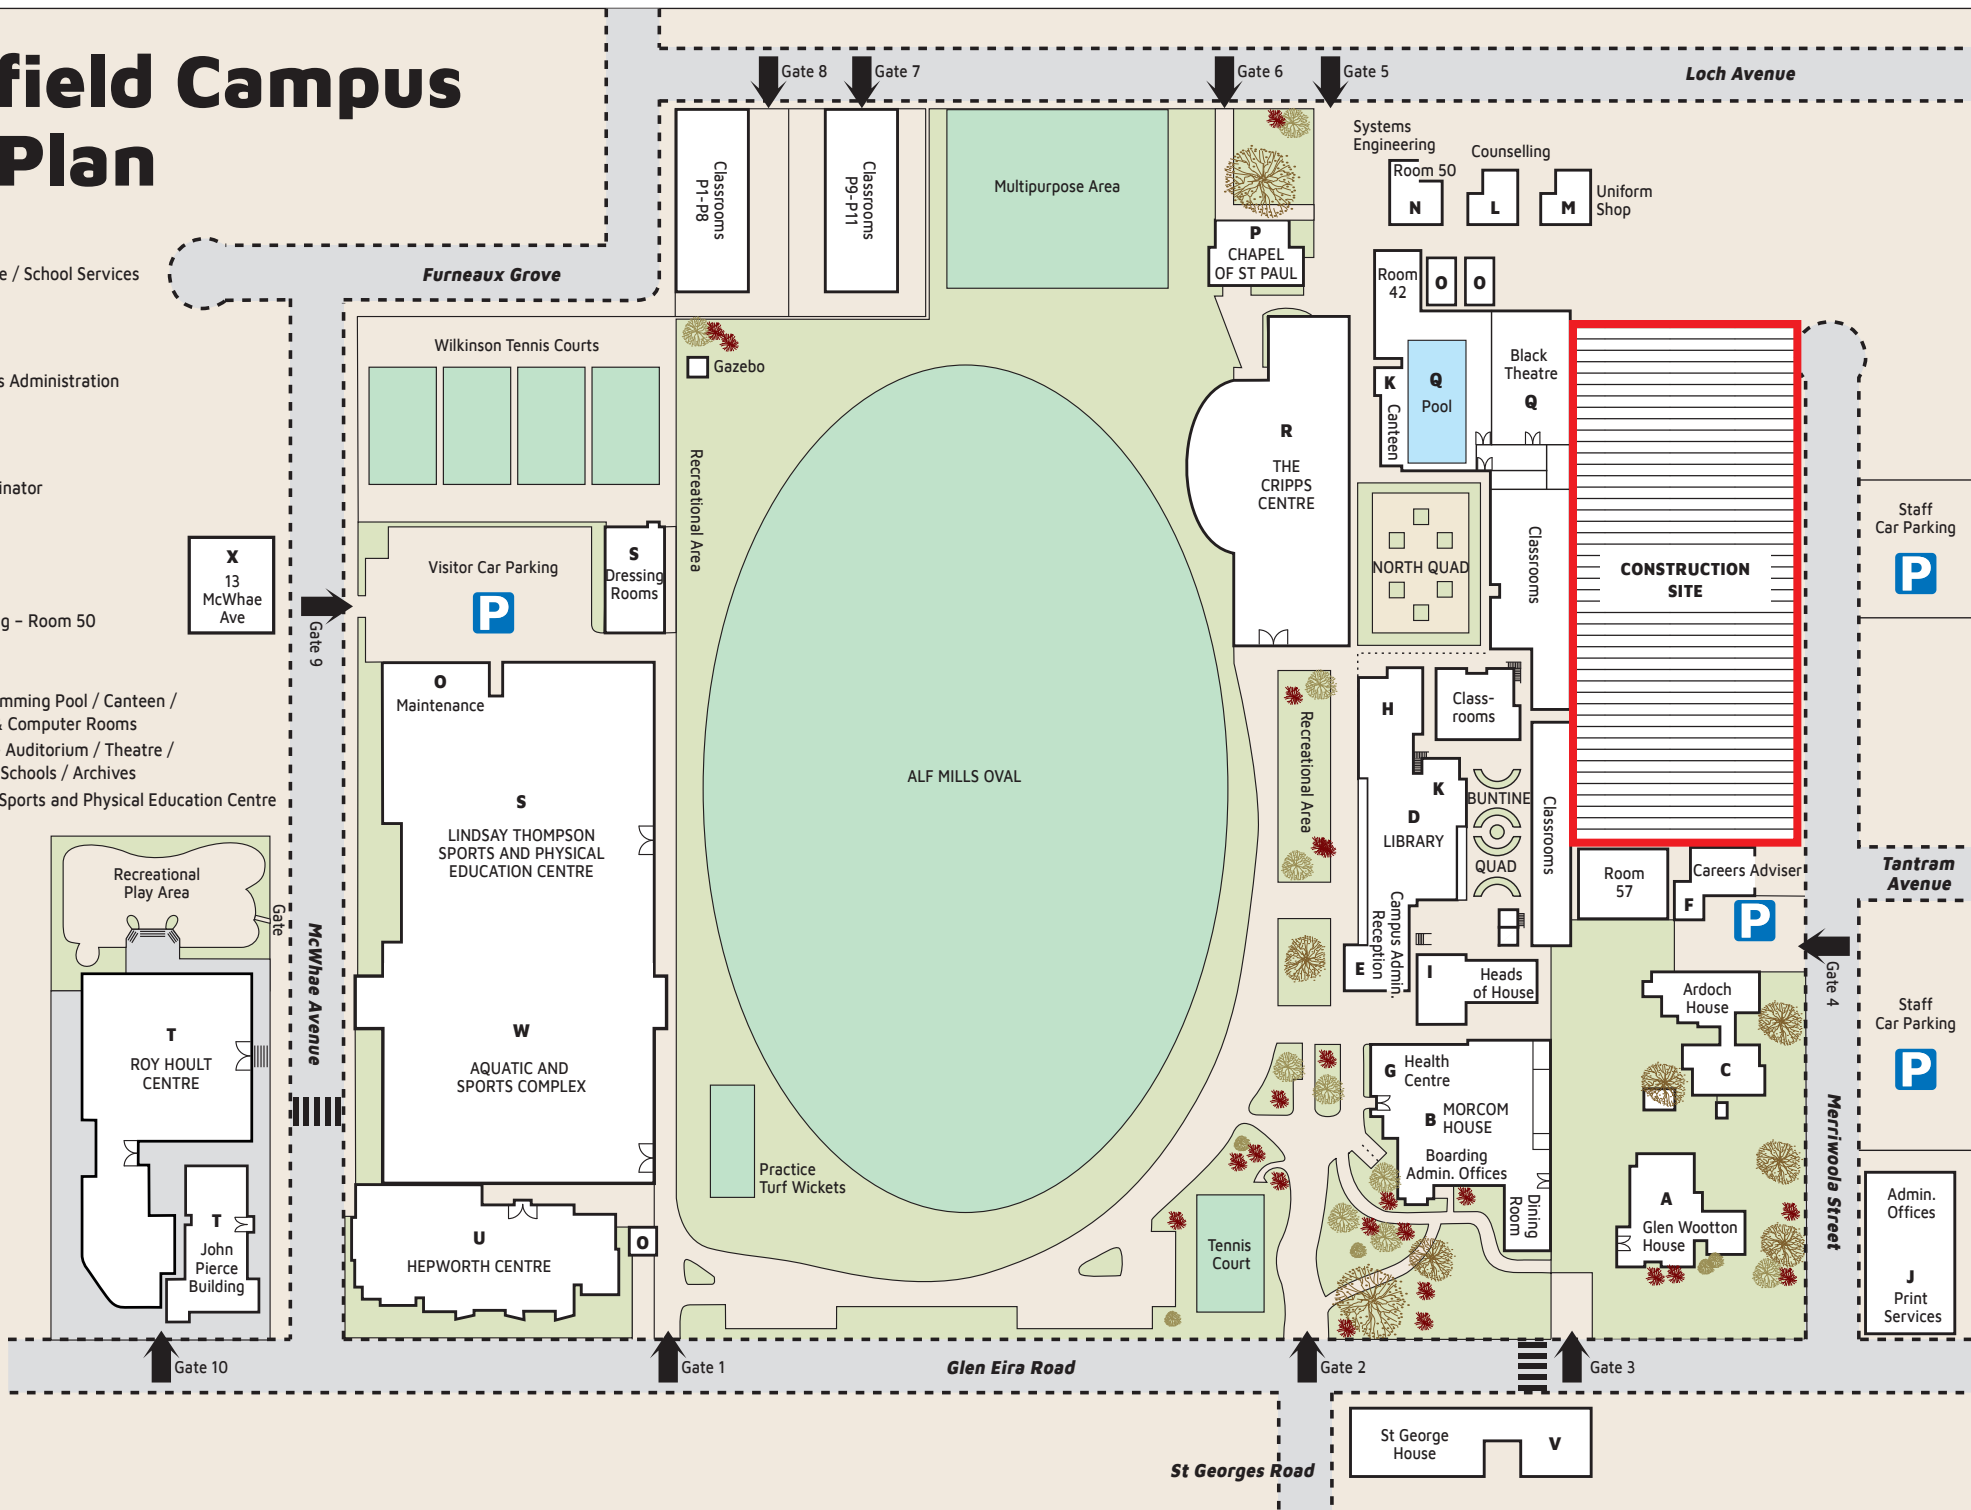 field Campus
Plan
e / School Services
s Administration
inator
g – Room 50
mming Pool / Canteen /
& Computer Rooms
Auditorium / Theatre /
Schools / Archives
Sports and Physical Education Centre
Gate 8
Gate 7
Gate 6
Gate 5
Loch Avenue
Furneaux Grove
Classrooms
P1-P8
Classrooms
P9-P11
Multipurpose Area
Systems
Engineering
Room 50
N
Counselling
L
M
Uniform
Shop
P
CHAPEL
OF ST PAUL
Room
42
O
O
Wilkinson Tennis Courts
Gazebo
Recreational Area
R
THE
CRIPPS
CENTRE
K
Canteen
Q
Pool
Black
Theatre
Q
Staff
Car Parking
P
X
13
McWhae
Ave
Gate 9
Visitor Car Parking
P
S
Dressing
Rooms
NORTH QUAD
Classrooms
CONSTRUCTION
SITE
O
Maintenance
S
LINDSAY THOMPSON
SPORTS AND PHYSICAL
EDUCATION CENTRE
ALF MILLS OVAL
Recreational Area
H
Class-
rooms
K
D
LIBRARY
BUNTINE
QUAD
Classrooms
Room
57
Careers Adviser
F
P
Tantram
Avenue
Recreational
Play Area
Gate
McWhae Avenue
Campus Admin.
Reception
E
I
Heads
of House
Gate 4
Ardoch
House
C
Staff
Car Parking
P
T
ROY HOULT
CENTRE
W
AQUATIC AND
SPORTS COMPLEX
G
Health
Centre
B
MORCOM
HOUSE
Boarding
Admin. Offices
Dining
Room
Merriwoola Street
Practice
Turf Wickets
A
Glen Wootton
House
Admin.
Offices
J
Print
Services
T
John
Pierce
Building
U
HEPWORTH CENTRE
O
Tennis
Court
Gate 10
Gate 1
Glen Eira Road
Gate 2
Gate 3
St Georges Road
St George
House
V